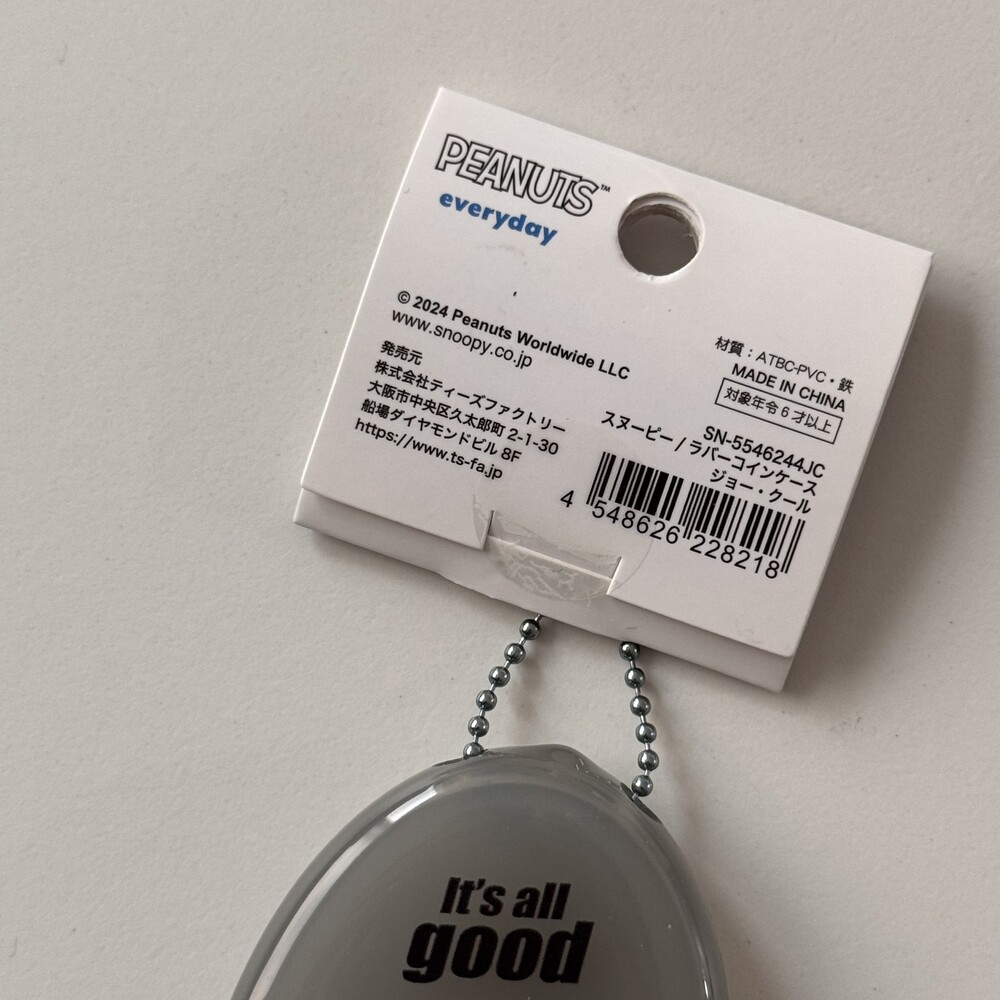 PEANUTS™
everyday
© 2024 Peanuts Worldwide LLC
www.snoopy.co.jp
発売元
株式会社ティーズファクトリー
大阪市中央区久太郎町 2-1-30
船場ダイヤモンドビル 8F
https://www.ts-fa.jp
材質：ATBC-PVC・鉄
MADE IN CHINA
対象年令6才以上
SN-5546244JC
スヌーピー / ラバーコインケース
ジョー・クール
4 548626 228218
It's all
good